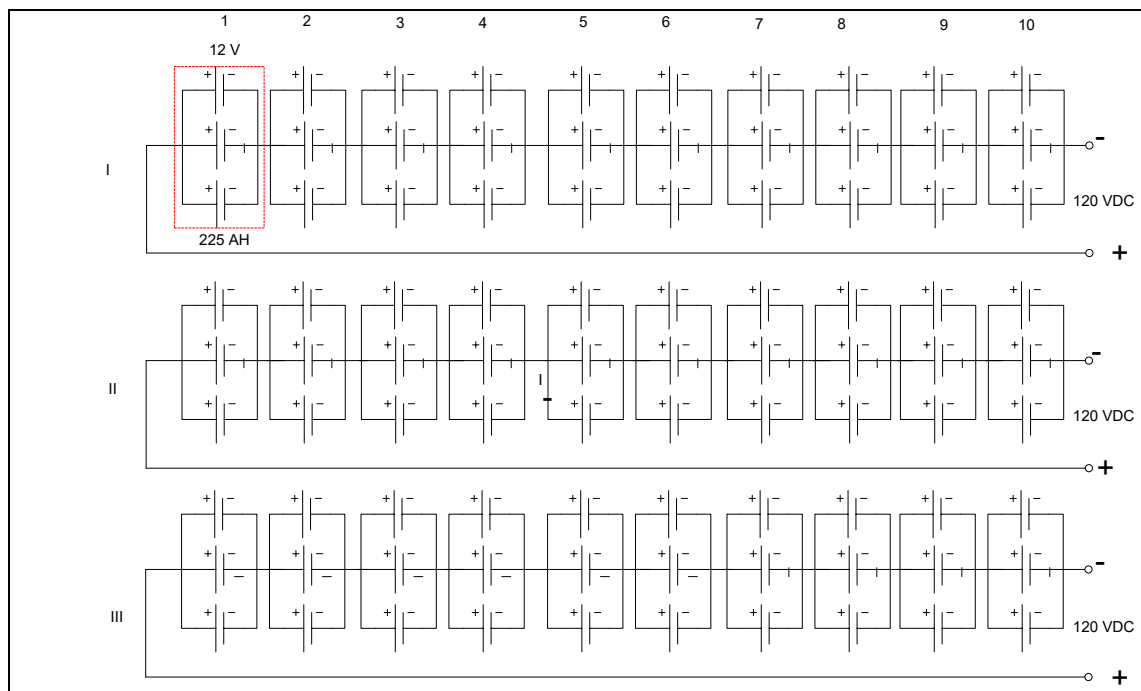 1 2 3 4 5 6 7 8 9 10
12 V
+ − + − + − + − + − + − + − + − + − + −
+ − + − + − + − + − + − + − + − + − + − -
I
+ − + − + − + − + − + − + − + − + − + −
120 VDC
225 AH
+
+ − + − + − + − + − + − + − + − + − + −
+ − + − + − + − + − + − + − + − + − + − -
II
I
-
+ − + − + − + − + − + − + − + − + − + −
120 VDC
+
+ − + − + − + − + − + − + − + − + − + −
+ − + − + − + − + − + − + − + − + − + − -
III
+ − + − + − + − + − + − + − + − + − + −
120 VDC
+